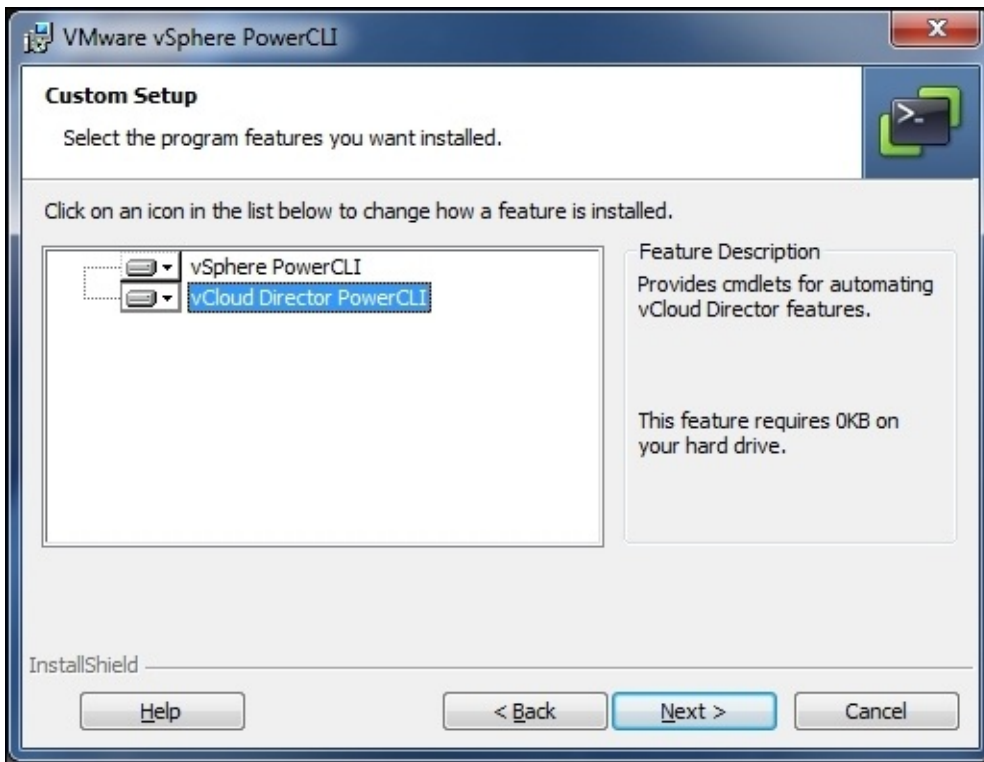 VMware vSphere PowerCLI
Custom Setup
Select the program features you want installed.
Click on an icon in the list below to change how a feature is installed.
vSphere PowerCLI
vCloud Director PowerCLI
Feature Description
Provides cmdlets for automating
vCloud Director features.
This feature requires 0KB on
your hard drive.
InstallShield
Help
< Back
Next >
Cancel